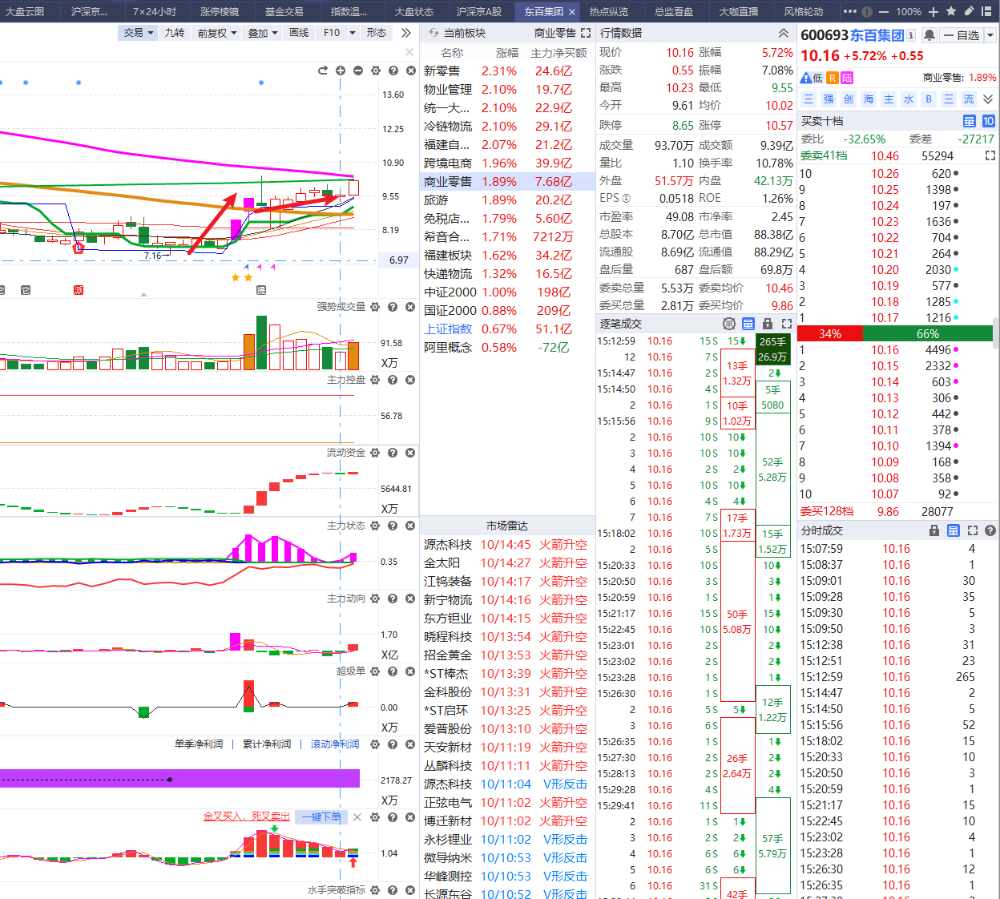 大盘云图 沪深京... 7×24小时 涨停棱镜 基金交易 指数温... 大盘状态 沪深京A股 东百集团 × 热点纵览 总监看盘 大咖直播 风格轮动 ••• 100%
交易 九转 前复权 叠加 画线 F10 形态
13.60
12.25
10.90
9.55
8.19
6.97
7.16
派
提
强势成交量
91.58
X万
主力控盘
56.78
流动资金
5644.81
X万
主力状态
0.35
主力动向
1.70
X亿
超级单
0.00
X万
单季净利润 | 累计净利润 | 滚动净利润
2178.27
X万
金叉买入，死叉卖出 一键下单
1.04
水手突破指标
当前板块 商业零售
名称 涨幅 主力净买额
新零售 2.31% 24.6亿
物业管理 2.10% 19.7亿
统一大... 2.10% 22.9亿
冷链物流 2.10% 29.1亿
福建自... 2.07% 21.2亿
跨境电商 1.96% 39.9亿
商业零售 1.89% 7.68亿
旅游 1.89% 20.2亿
免税店... 1.79% 5.60亿
希音合... 1.71% 7212万
福建板块 1.62% 34.2亿
快递物流 1.32% 16.5亿
中证2000 1.00% 198亿
国证2000 0.88% 209亿
上证指数 0.67% 51.1亿
阿里概念 0.58% -72亿
市场雷达
源杰科技 10/14:45 火箭升空
金太阳 10/14:27 火箭升空
江钨装备 10/14:17 火箭升空
新宁物流 10/14:16 火箭升空
东方钽业 10/14:15 火箭升空
晓程科技 10/13:54 火箭升空
招金黄金 10/13:53 火箭升空
*ST棒杰 10/13:39 火箭升空
金科股份 10/13:31 火箭升空
*ST启环 10/13:25 火箭升空
爱普股份 10/13:10 火箭升空
天安新材 10/11:19 火箭升空
丛麟科技 10/11:11 火箭升空
源杰科技 10/11:04 V形反击
正弦电气 10/11:02 火箭升空
博迁新材 10/11:02 火箭升空
永杉锂业 10/11:02 V形反击
微导纳米 10/10:53 V形反击
华峰测控 10/10:53 V形反击
长源东谷 10/10:52 V形反击
行情数据
现价 10.16 涨幅 5.72%
涨跌 0.55 振幅 7.08%
最高 10.23 最低 9.55
今开 9.61 均价 10.02
跌停 8.65 涨停 10.57
成交量 93.70万 成交额 9.39亿
量比 1.10 换手率 10.78%
外盘 51.57万 内盘 42.13万
EPS① 0.0518 ROE 1.26%
市盈率 49.08 市净率 2.45
总股本 8.70亿 总市值 88.38亿
流通股 8.69亿 流通值 88.29亿
盘后量 687 盘后额 69.8万
委卖总量 5.53万 委卖均价 10.46
委买总量 2.81万 委买均价 9.86
逐笔成交 单 量
15:12:59 10.16 15 S 15
12 10.16 7 S
15:14:47 10.16 2 S 2
15:14:50 10.16 4 S
2 10.16 1 S
15:15:56 10.16 9 S
2 10.16 10 S 10
3 10.16 10 S 10
4 10.16 2 S 2
5 10.16 10 S 10
6 10.16 4 S 4
7 10.16 7 S
15:18:02 10.16 10 S
2 10.16 5 S
15:20:33 10.16 10 S 10
15:20:50 10.16 3 S 3
15:20:59 10.16 1 S 1
15:21:17 10.16 15 S 15
15:22:45 10.16 10 S 10
15:23:01 10.16 2 S 2
15:23:02 10.16 2 S 2
15:23:28 10.16 1 S 1
15:26:30 10.16 1 S
2 10.16 5 S 5
3 10.16 6 S
15:26:35 10.16 1 S 1
15:27:30 10.16 2 S 2
15:28:13 10.16 2 S 2
15:29:28 10.16 4 S 4
15:29:41 10.16 11 S
2 10.16 1 S 1
3 10.16 2 S 2
4 10.16 6 S 6
5 10.16 6 S 6
6 10.16 31 S
13手
1.32万
10手
1.02万
17手
1.73万
50手
5.08万
26手
2.64万
42手
265手
26.9万
5手
5080
52手
5.28万
15手
1.52万
12手
1.22万
57手
5.79万
600693东百集团 自选
10.16 +5.72% +0.55
低 R 陆 商业零售: 1.89%
三 强 创 海 主 水 B 三 流
买卖十档 量 10
委比 -32.65% 委差 -27217
委卖41档 10.46 55294
10 10.26 620
9 10.25 1398
8 10.24 197
7 10.23 1636
6 10.22 704
5 10.21 264
4 10.20 2030
3 10.19 577
2 10.18 1285
1 10.17 1216
34% 66%
1 10.16 4496
2 10.15 2332
3 10.14 603
4 10.13 306
5 10.12 442
6 10.11 378
7 10.10 1394
8 10.09 168
9 10.08 358
10 10.07 92
委买128档 9.86 28077
分时成交 量
15:07:59 10.16 4
15:08:37 10.16 1
15:09:01 10.16 30
15:09:28 10.16 35
15:09:30 10.16 5
15:09:50 10.16 3
15:12:38 10.16 31
15:12:51 10.16 23
15:12:59 10.16 265
15:14:47 10.16 2
15:14:50 10.16 5
15:15:56 10.16 52
15:18:02 10.16 15
15:20:33 10.16 10
15:20:50 10.16 3
15:20:59 10.16 1
15:21:17 10.16 15
15:22:45 10.16 10
15:23:02 10.16 4
15:23:28 10.16 1
15:26:30 10.16 12
15:26:35 10.16 1